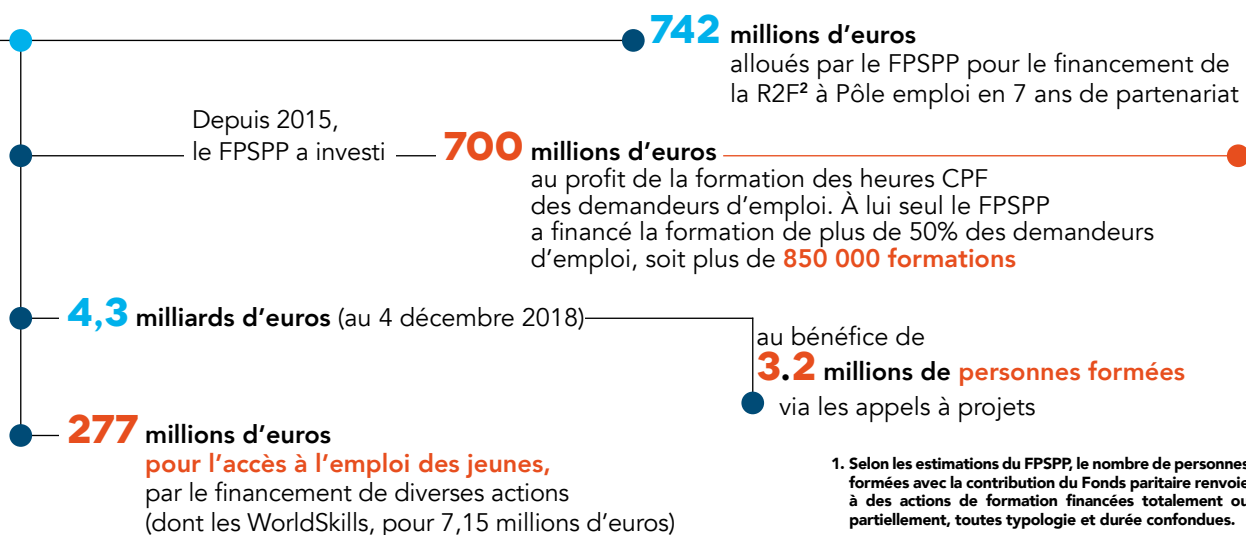 742 millions d'euros
alloués par le FPSPP pour le financement de
la R2F² à Pôle emploi en 7 ans de partenariat
Depuis 2015,
le FPSPP a investi 700 millions d'euros
au profit de la formation des heures CPF
des demandeurs d'emploi. À lui seul le FPSPP
a financé la formation de plus de 50% des demandeurs
d'emploi, soit plus de 850 000 formations
4,3 milliards d'euros (au 4 décembre 2018)
au bénéfice de
3.2 millions de personnes formées
via les appels à projets
277 millions d'euros
pour l'accès à l'emploi des jeunes,
par le financement de diverses actions
(dont les WorldSkills, pour 7,15 millions d'euros)
1. Selon les estimations du FPSPP, le nombre de personnes
formées avec la contribution du Fonds paritaire renvoie
à des actions de formation financées totalement ou
partiellement, toutes typologie et durée confondues.